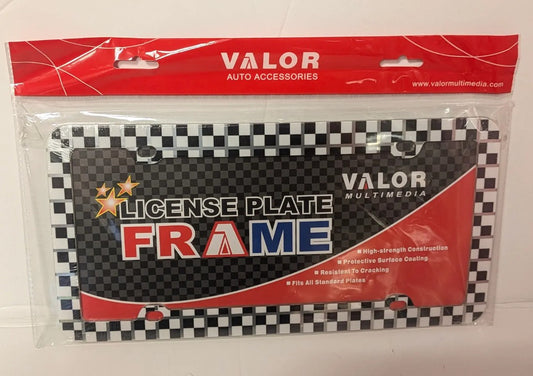 VALOR
AUTO ACCESSORIES
www.valormultimedia.com
VALOR
MULTIMEDIA
LICENSE PLATE
FRAME
High-strength Construction
Protective Surface Coating
Resistent To Cracking
Fits All Standard Plates